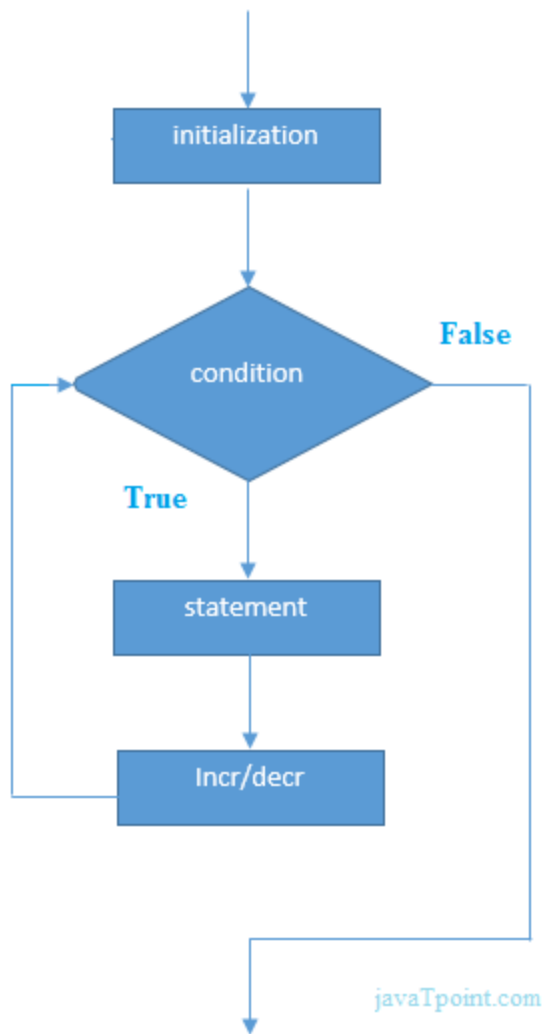 initialization
condition
False
True
statement
Incr/decr
javaTpoint.com